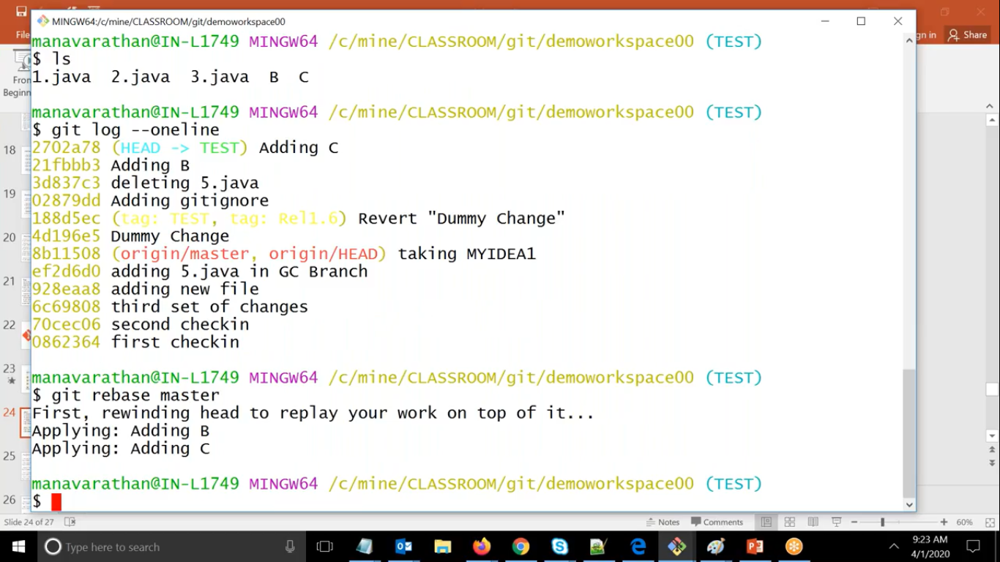 MINGW64:/c/mine/CLASSROOM/git/demoworkspace00
File
gn in
Share
From
Beginn
manavarathan@IN-L1749 MINGW64 /c/mine/CLASSROOM/git/demoworkspace00 (TEST)
$ ls
1.java 2.java 3.java B C
manavarathan@IN-L1749 MINGW64 /c/mine/CLASSROOM/git/demoworkspace00 (TEST)
$ git log --oneline
2702a78 (HEAD -> TEST) Adding C
21fbbb3 Adding B
3d837c3 deleting 5.java
02879dd Adding gitignore
188d5ec (tag: TEST, tag: Rel1.6) Revert "Dummy Change"
4d196e5 Dummy Change
8b11508 (origin/master, origin/HEAD) taking MYIDEA1
ef2d6d0 adding 5.java in GC Branch
928eaa8 adding new file
6c69808 third set of changes
70cec06 second checkin
0862364 first checkin
manavarathan@IN-L1749 MINGW64 /c/mine/CLASSROOM/git/demoworkspace00 (TEST)
$ git rebase master
First, rewinding head to replay your work on top of it...
Applying: Adding B
Applying: Adding C
manavarathan@IN-L1749 MINGW64 /c/mine/CLASSROOM/git/demoworkspace00 (TEST)
$
18
19
20
21
22
23
24
25
26
Slide 24 of 27
Notes
Comments
60%
Type here to search
9:23 AM
4/1/2020